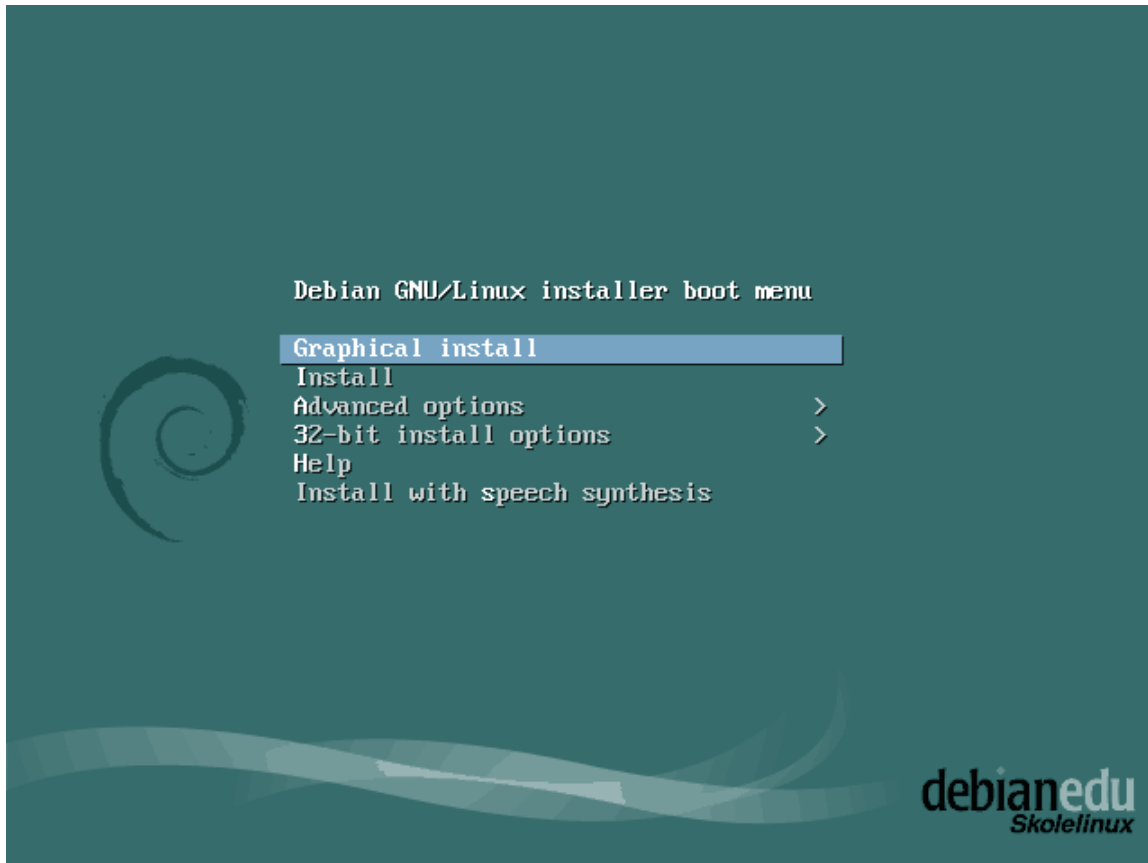 Debian GNU/Linux installer boot menu
Graphical install
Install
Advanced options >
32-bit install options >
Help
Install with speech synthesis
debianedu
Skolelinux